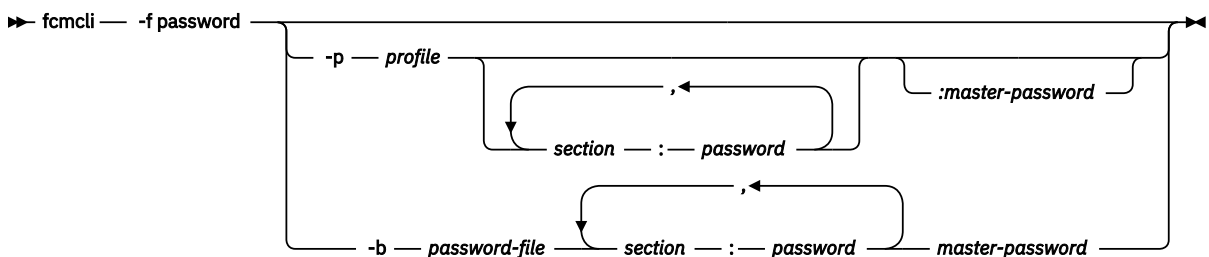 fcmcli -f password
-p profile
:master-password
,
section : password
,
-b password-file section : password master-password